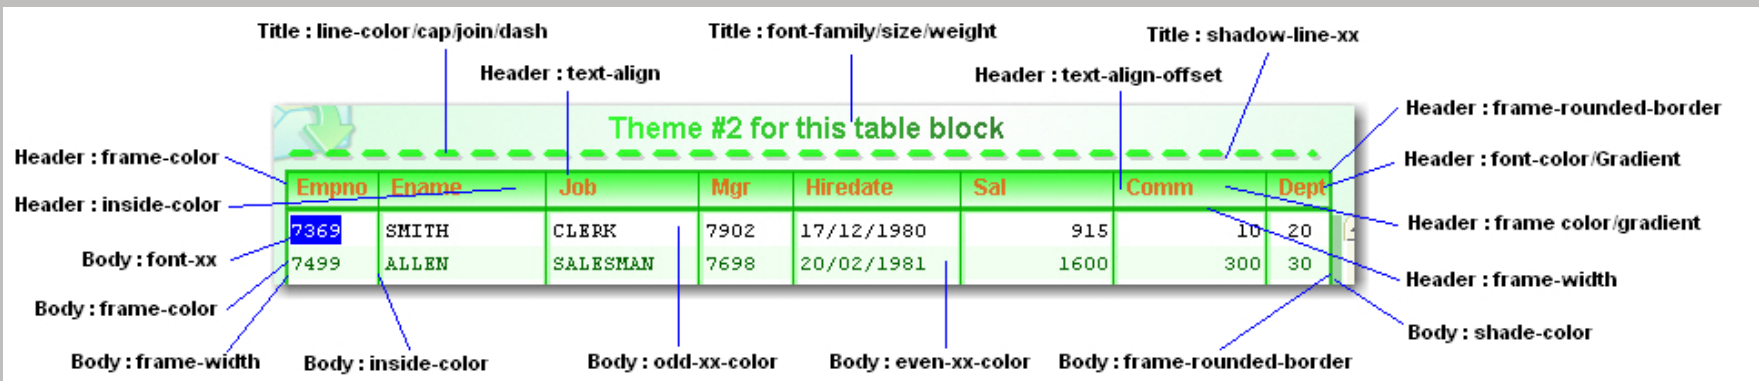 Title : line-color/cap/join/dash
Title : font-family/size/weight
Title : shadow-line-xx
Header : text-align
Header : text-align-offset
Header : frame-rounded-border
Theme #2 for this table block
Header : frame-color
Header : font-color/Gradient
Empno Ename Job Mgr Hiredate Sal Comm Dept
Header : inside-color
Header : frame color/gradient
7369 SMITH CLERK 7902 17/12/1980 915 10 20
Body : font-xx
7499 ALLEN SALESMAN 7698 20/02/1981 1600 300 30
Header : frame-width
Body : frame-color
Body : shade-color
Body : frame-width
Body : inside-color
Body : odd-xx-color
Body : even-xx-color
Body : frame-rounded-border